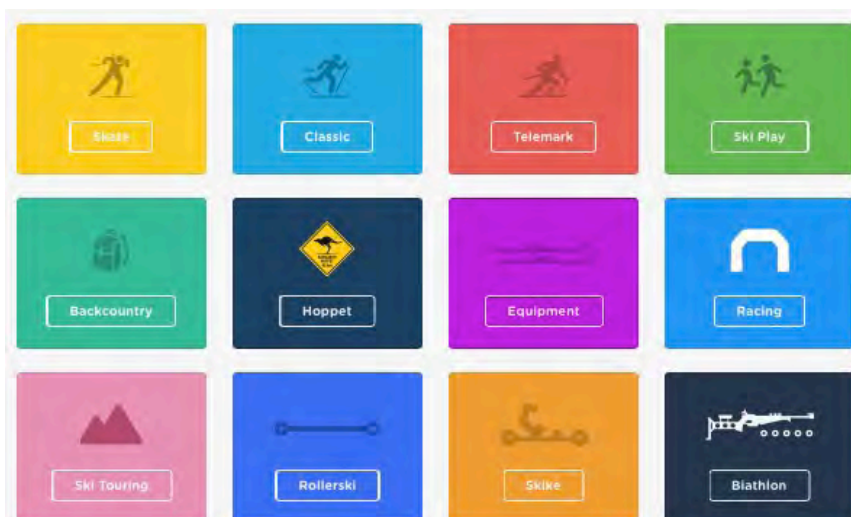 Skate
Classic
Telemark
Ski Play
Backcountry
Hoppet
Equipment
Racing
Ski Touring
Rollerski
Skike
Biathlon